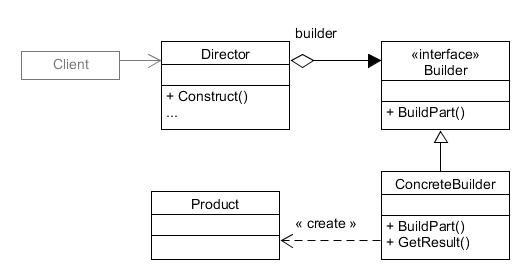 builder
Client
Director
+ Construct()
...
«interface»
Builder
+ BuildPart()
Product
« create »
ConcreteBuilder
+ BuildPart()
+ GetResult()